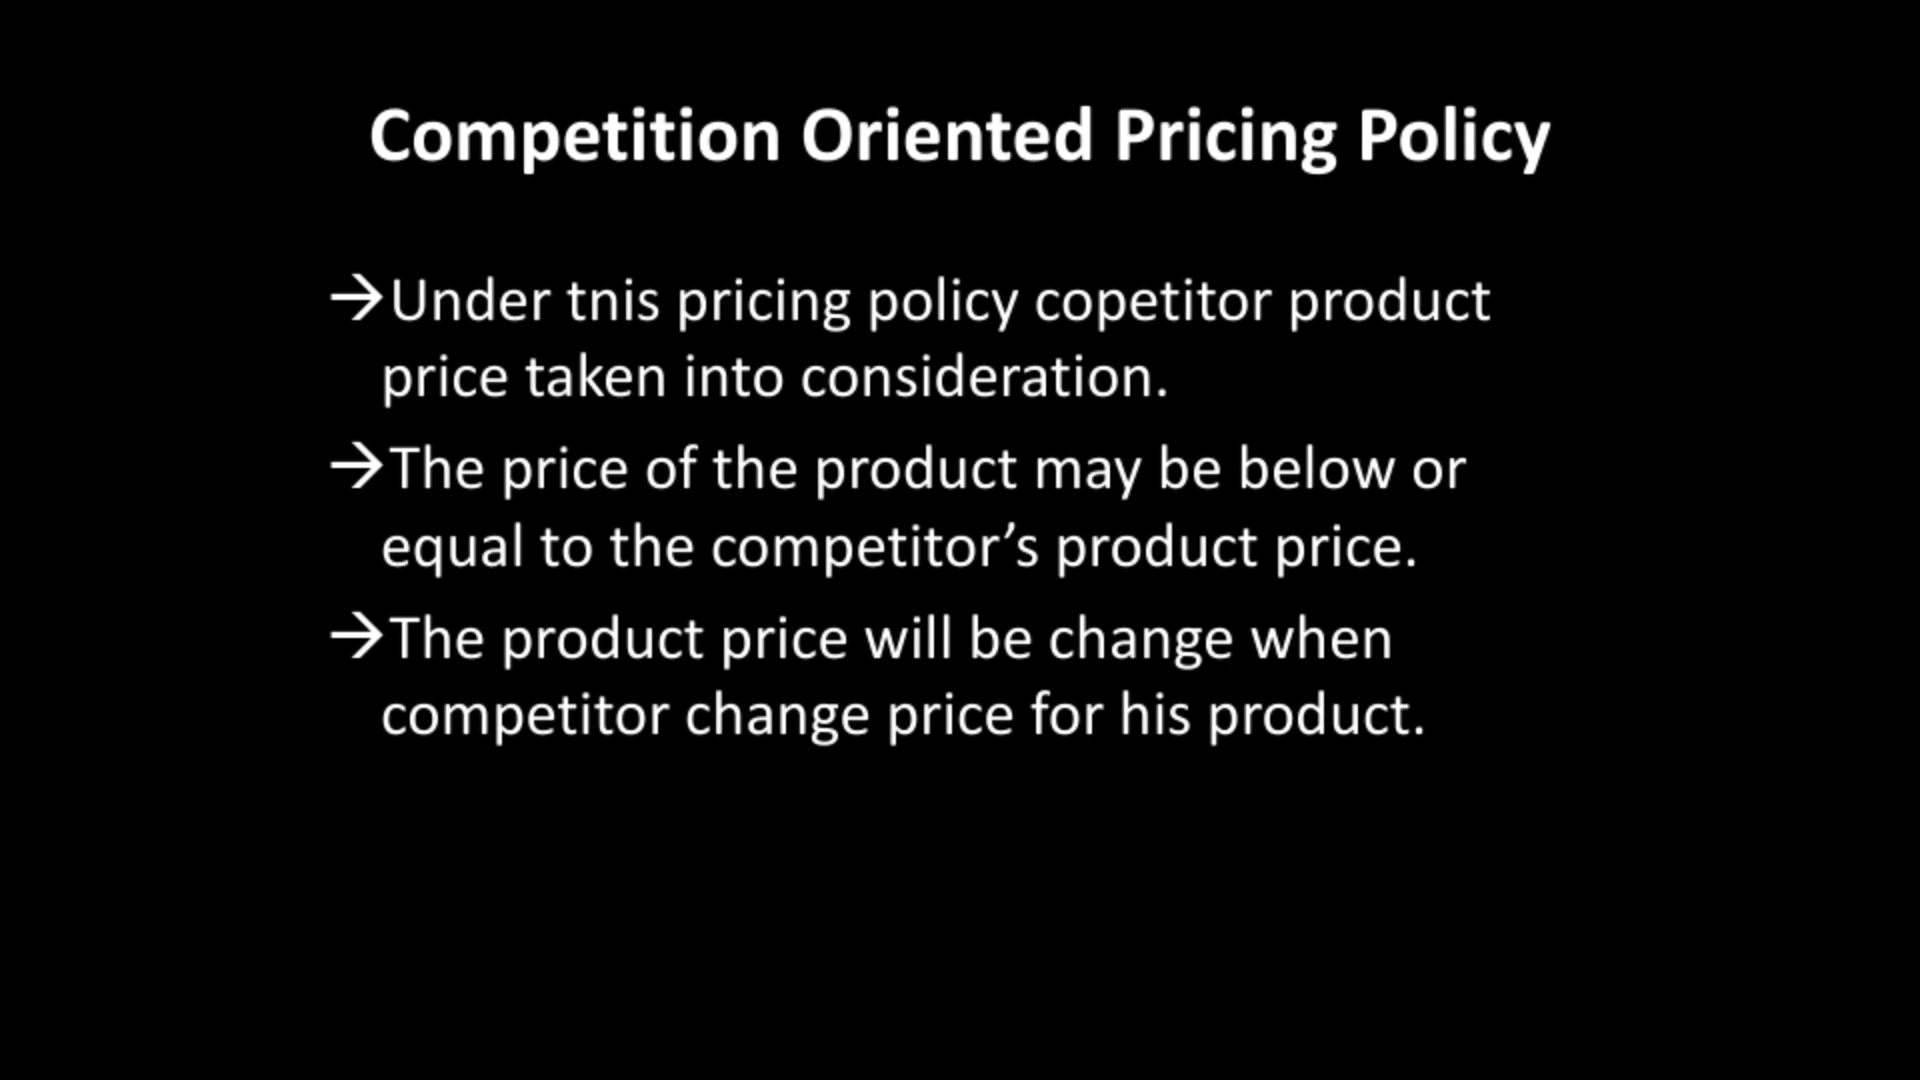 Competition Oriented Pricing Policy
→Under tnis pricing policy copetitor product
price taken into consideration.
→The price of the product may be below or
equal to the competitor’s product price.
→The product price will be change when
competitor change price for his product.